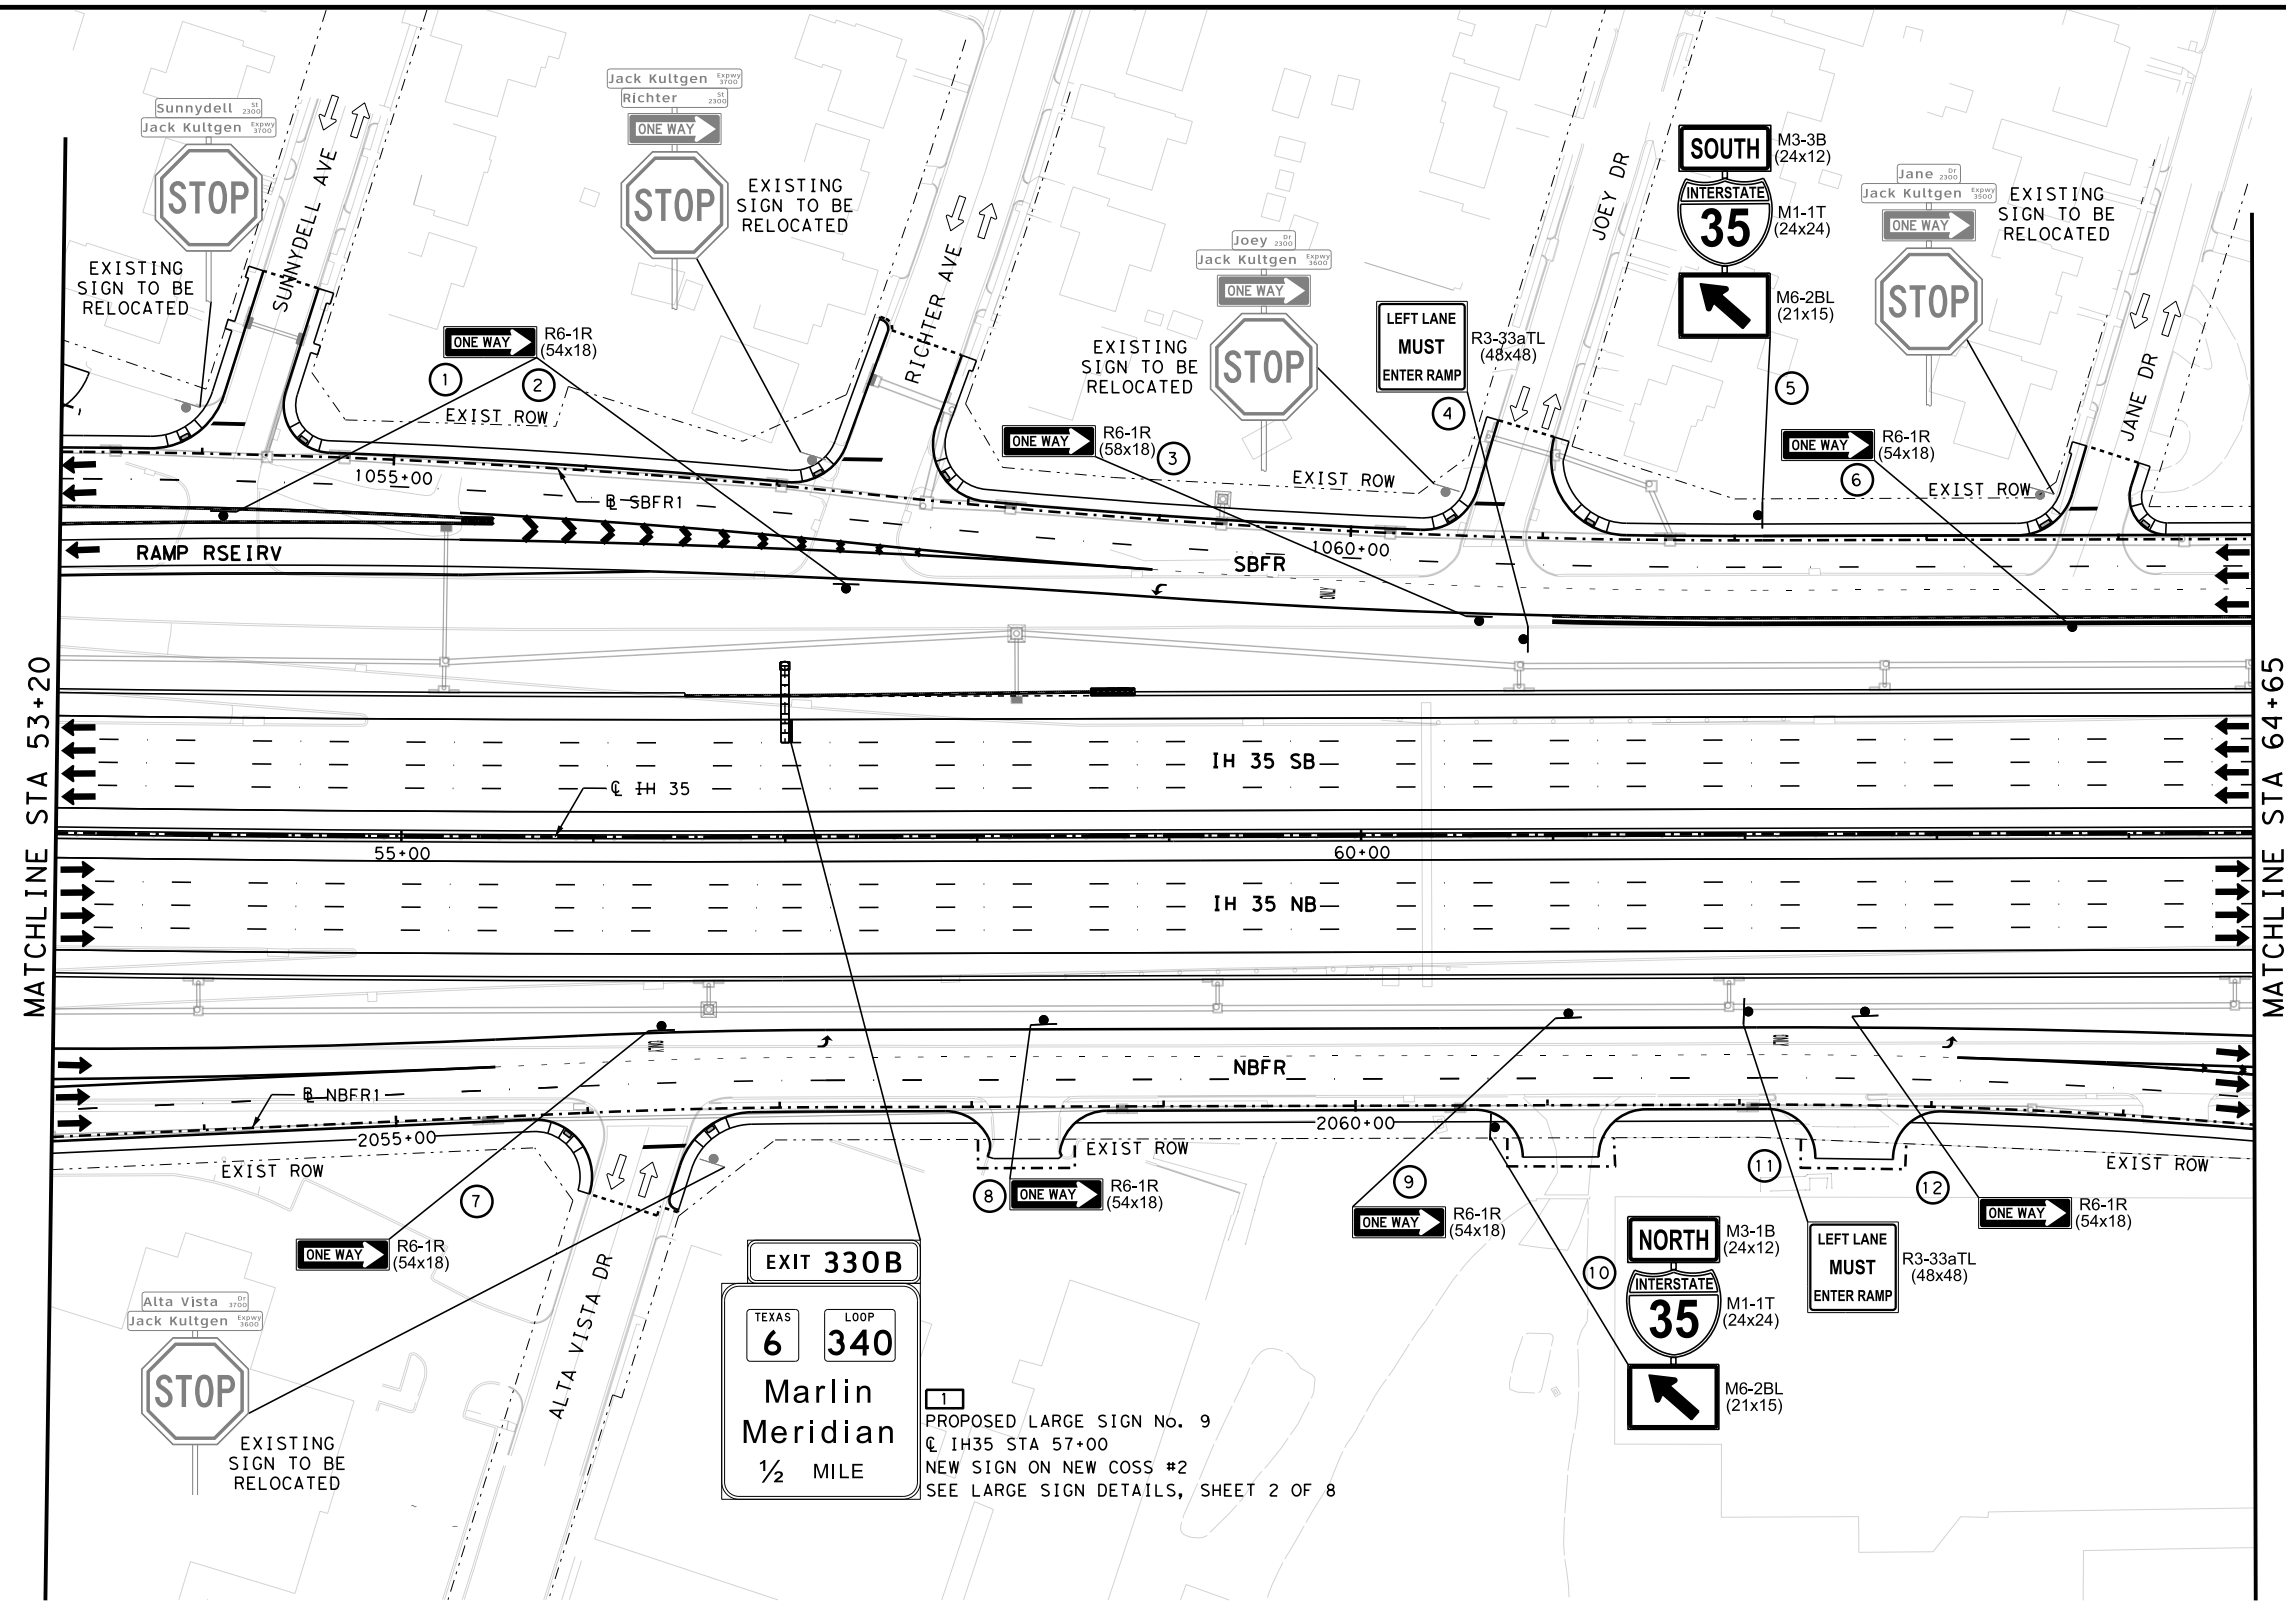 Sunnydell St 2300
Jack Kultgen Expwy 3700
STOP
EXISTING
SIGN TO BE
RELOCATED
SUNNYDELL AVE
Jack Kultgen Expwy 3700
Richter St 2300
ONE WAY
STOP
EXISTING
SIGN TO BE
RELOCATED
ONE WAY
R6-1R
(54x18)
1
2
EXIST ROW
RICHTER AVE
Joey Dr 2300
Jack Kultgen Expwy 3600
ONE WAY
STOP
EXISTING
SIGN TO BE
RELOCATED
ONE WAY
R6-1R
(58x18)
3
EXIST ROW
LEFT LANE
MUST
ENTER RAMP
R3-33aTL
(48x48)
4
JOEY DR
SOUTH
M3-3B
(24x12)
INTERSTATE
35
M1-1T
(24x24)
M6-2BL
(21x15)
5
Jane Dr 2300
Jack Kultgen Expwy 3500
ONE WAY
STOP
EXISTING
SIGN TO BE
RELOCATED
ONE WAY
R6-1R
(54x18)
6
EXIST ROW
JANE DR
1055+00
B SBFR1
1060+00
RAMP RSEIRV
SBFR
ONLY
MATCHLINE STA 53+20
MATCHLINE STA 64+65
IH 35 SB
℄ IH 35
55+00
60+00
IH 35 NB
ONLY
ONLY
NBFR
B NBFR1
2055+00
2060+00
EXIST ROW
EXIST ROW
EXIST ROW
7
ONE WAY
R6-1R
(54x18)
8
ONE WAY
R6-1R
(54x18)
9
ONE WAY
R6-1R
(54x18)
10
NORTH
M3-1B
(24x12)
INTERSTATE
35
M1-1T
(24x24)
M6-2BL
(21x15)
11
LEFT LANE
MUST
ENTER RAMP
R3-33aTL
(48x48)
12
ONE WAY
R6-1R
(54x18)
Alta Vista Dr 3700
Jack Kultgen Expwy 3600
STOP
EXISTING
SIGN TO BE
RELOCATED
ALTA VISTA DR
EXIT 330B
TEXAS
6
LOOP
340
Marlin
Meridian
½ MILE
1
PROPOSED LARGE SIGN No. 9
℄ IH35 STA 57+00
NEW SIGN ON NEW COSS #2
SEE LARGE SIGN DETAILS, SHEET 2 OF 8